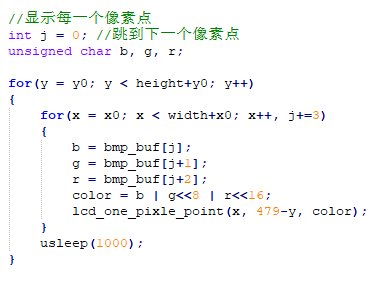 //显示每一个像素点
int j = 0; //跳到下一个像素点
unsigned char b, g, r;
for(y = y0; y < height+y0; y++)
{
for(x = x0; x < width+x0; x++, j+=3)
{
b = bmp_buf[j];
g = bmp_buf[j+1];
r = bmp_buf[j+2];
color = b | g<<8 | r<<16;
lcd_one_pixle_point(x, 479-y, color);
}
usleep(1000);
}